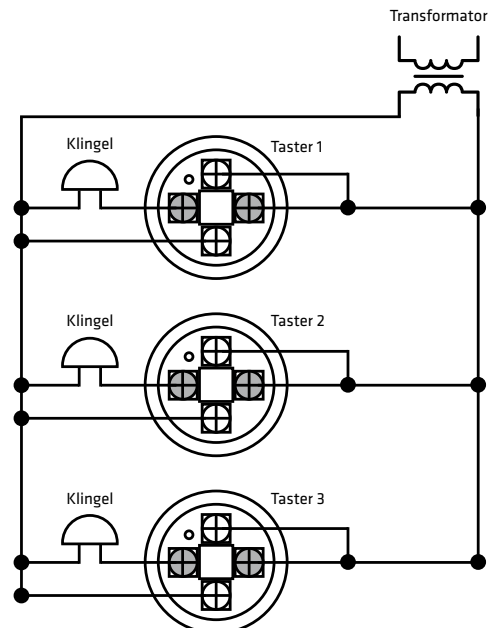 Transformator
Klingel
Taster 1
Klingel
Taster 2
Klingel
Taster 3